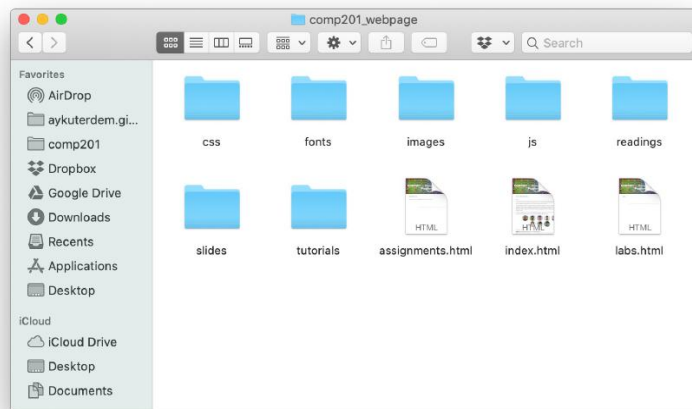 comp201_webpage
Search
Favorites
AirDrop
aykuterdem.gi...
comp201
Dropbox
Google Drive
Downloads
Recents
Applications
Desktop
iCloud
iCloud Drive
Desktop
Documents
css
fonts
images
js
readings
HTML
HTML
HTML
slides
tutorials
assignments.html
index.html
labs.html